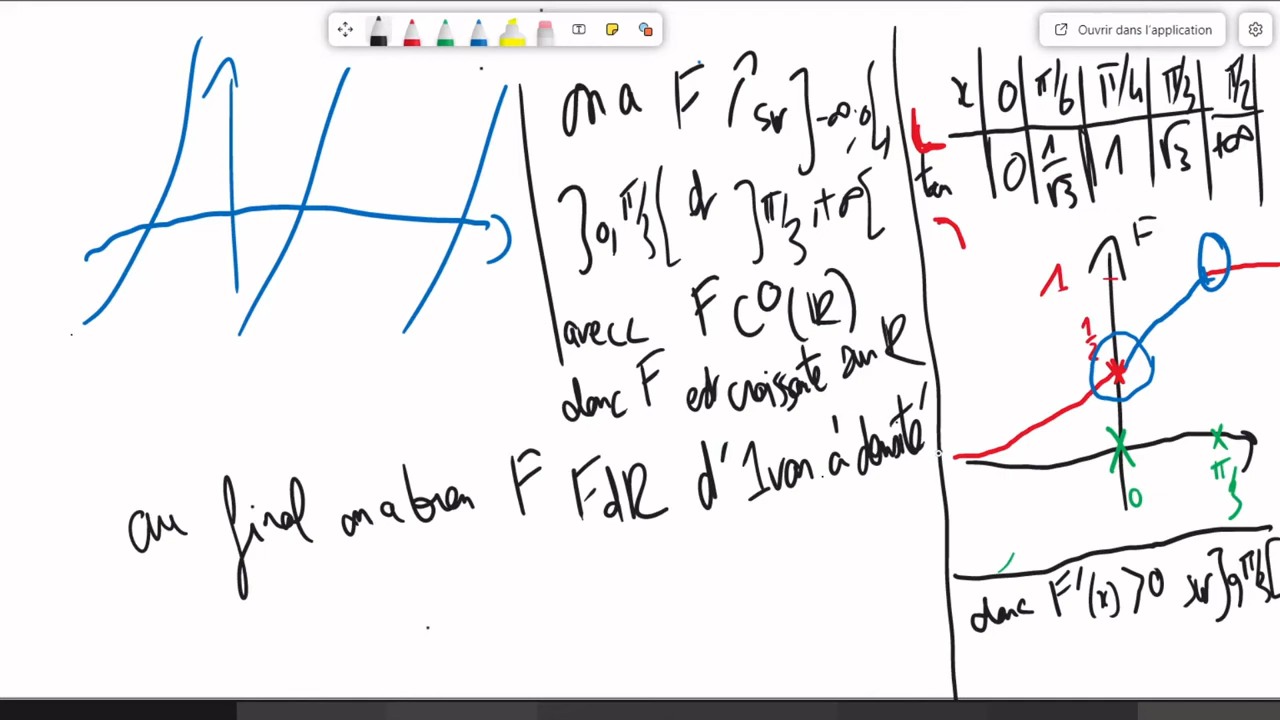 Ouvrir dans l'application
on a F ↗ sur ]-∞, 0[,
]0, π/3[ et ]π/3, +∞[
avec F C⁰(ℝ)
donc F est croissante sur ℝ
au final on a bien F FdR d'1 var. à densité
x | 0 | π/6 | π/4 | π/3 | π/2
tan | 0 | 1/√3 | 1 | √3 | +∞
F
1
1/2
0
π/3
donc F'(x) > 0 sur ]0, π/3[